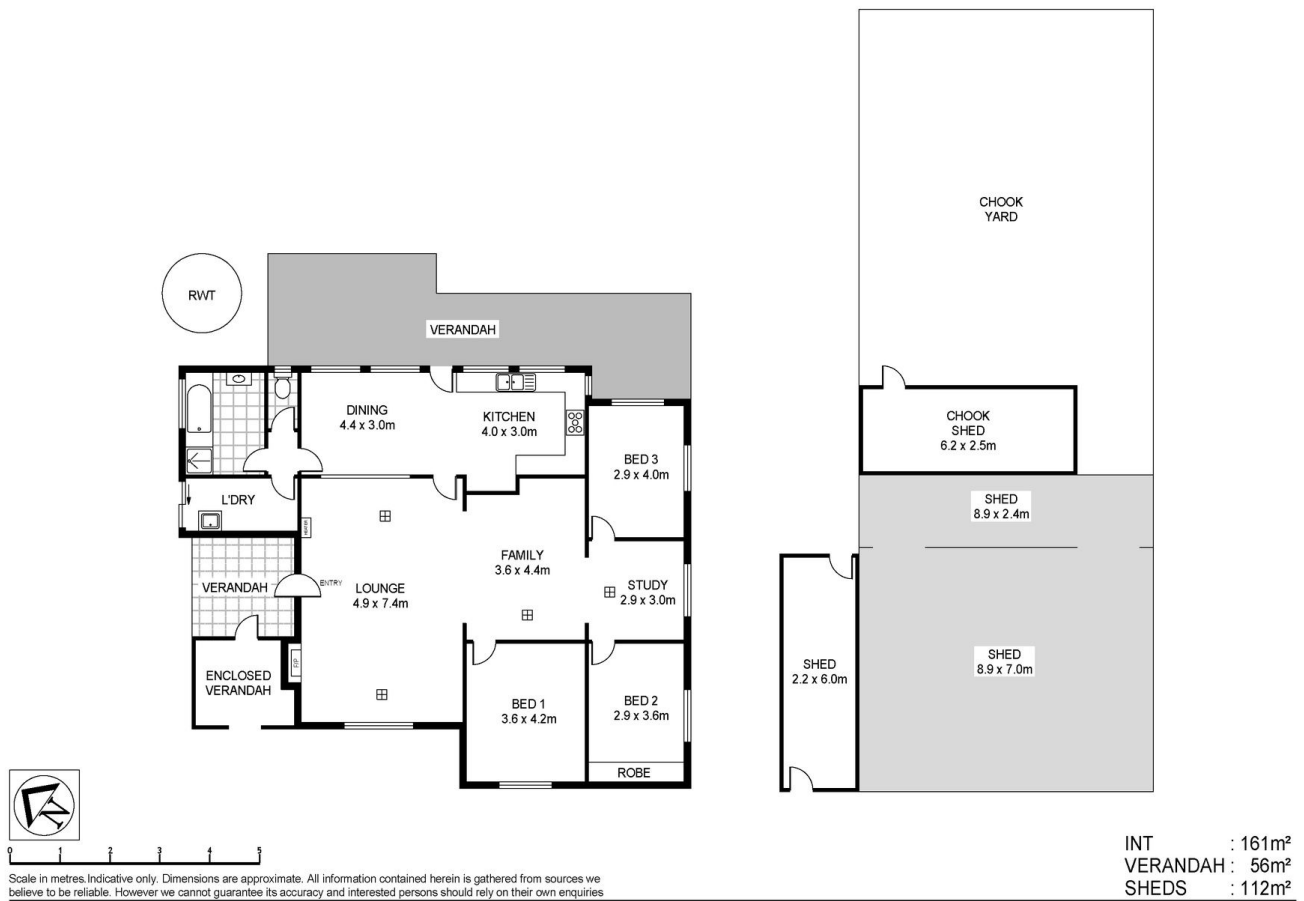 CHOOK
YARD
RWT
VERANDAH
DINING
4.4 x 3.0m
KITCHEN
4.0 x 3.0m
CHOOK
SHED
6.2 x 2.5m
BED 3
2.9 x 4.0m
L'DRY
SHED
8.9 x 2.4m
HEATER
FAMILY
3.6 x 4.4m
VERANDAH
ENTRY
LOUNGE
4.9 x 7.4m
STUDY
2.9 x 3.0m
ENCLOSED
VERANDAH
F/P
SHED
2.2 x 6.0m
SHED
8.9 x 7.0m
BED 1
3.6 x 4.2m
BED 2
2.9 x 3.6m
ROBE
N
0 1 2 3 4 5
Scale in metres.Indicative only. Dimensions are approximate. All information contained herein is gathered from sources we
believe to be reliable. However we cannot guarantee its accuracy and interested persons should rely on their own enquiries
INT : 161m²
VERANDAH : 56m²
SHEDS : 112m²